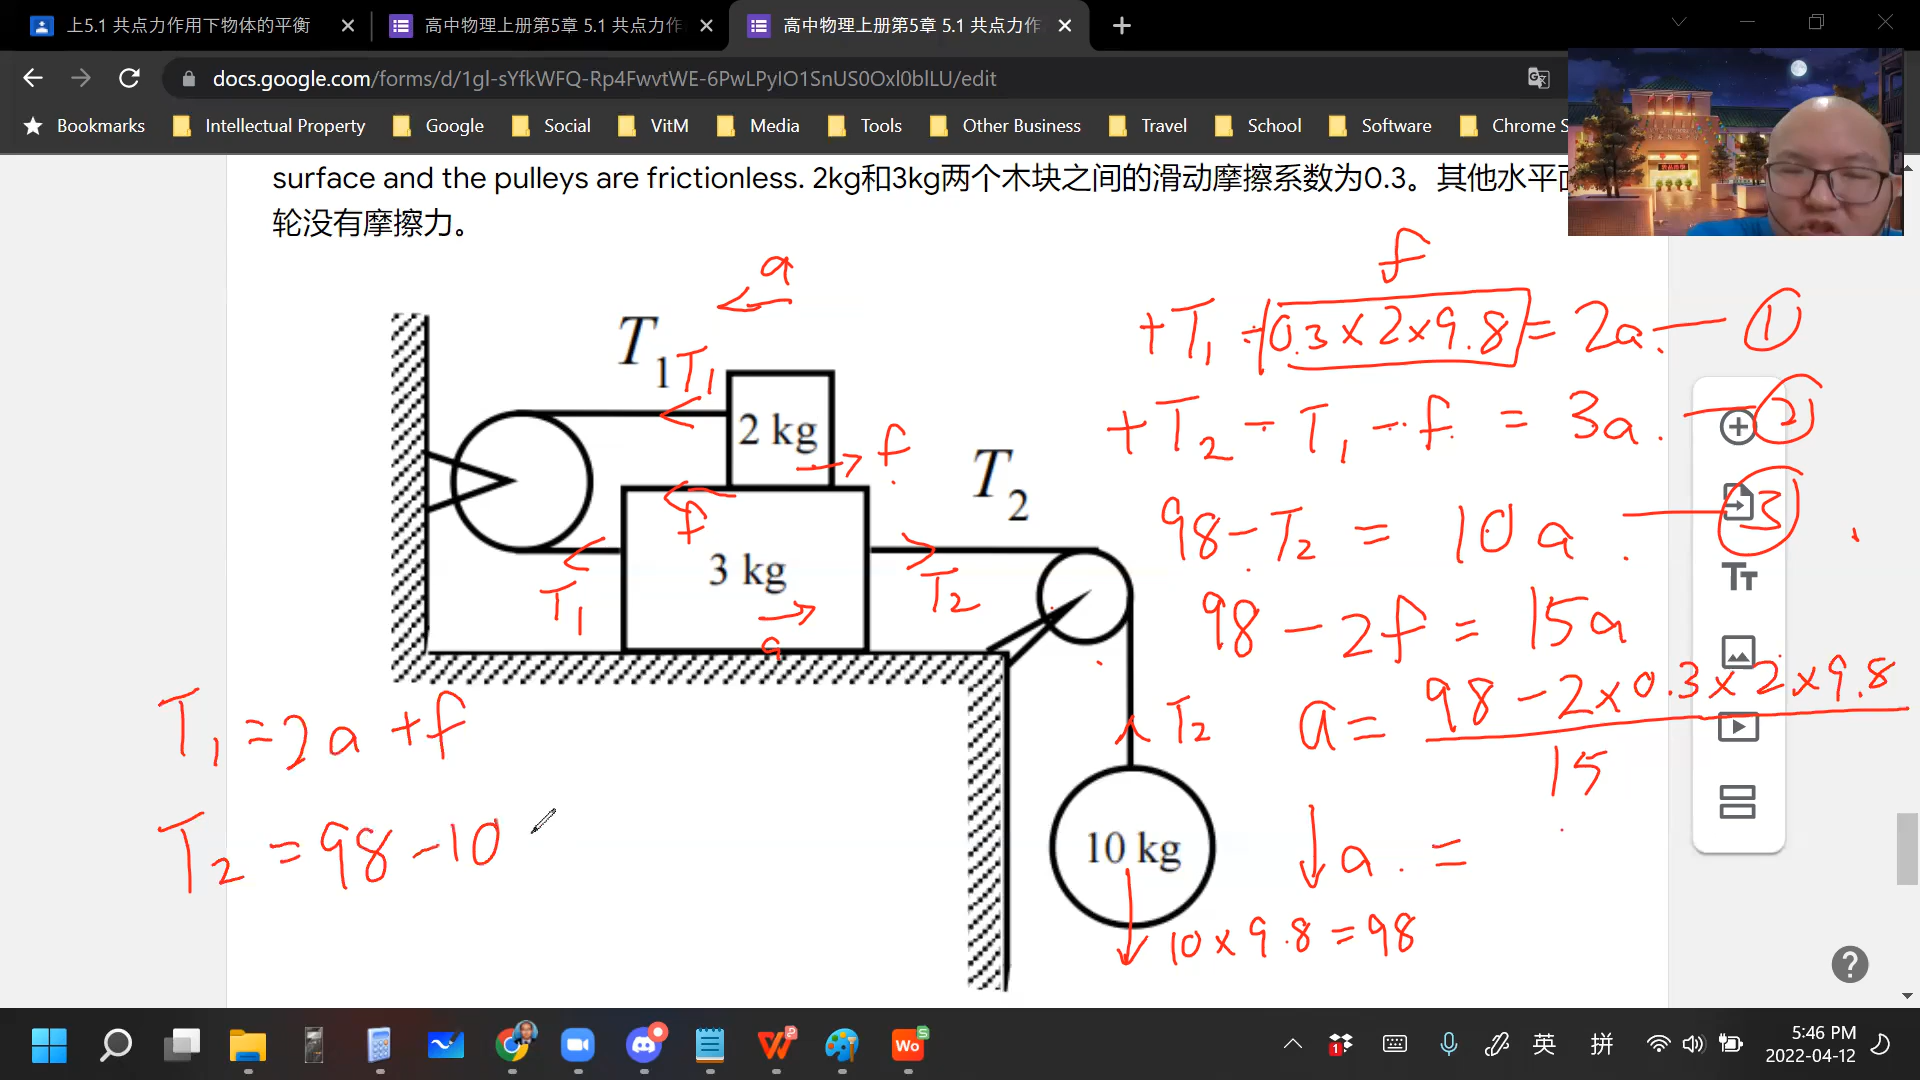 上5.1 共点力作用下物体的平衡
高中物理上册第5章 5.1 共点力作
高中物理上册第5章 5.1 共点力作
docs.google.com/forms/d/1gI-sYfkWFQ-Rp4FwvtWE-6PwLPyIO1SnUS0Oxl0blLU/edit
Bookmarks Intellectual Property Google Social VitM Media Tools Other Business Travel School Software Chrome S
surface and the pulleys are frictionless. 2kg和3kg两个木块之间的滑动摩擦系数为0.3。其他水平
轮没有摩擦力。
a
f
T1
T1
+T1 - 0.3×2×9.8 = 2a. ①
2 kg
f
+T2 - T1 - f = 3a. ②
T2
f
98-T2 = 10a. ③
3 kg
T1
T2
a
98 - 2f = 15a
T1 = 2a + f
T2
a = 98 - 2×0.3×2×9.8
15
T2 = 98 - 10
10 kg
a. =
10×9.8=98
Tт
?
1
英
拼
Wo
S
5:46 PM
2022-04-12